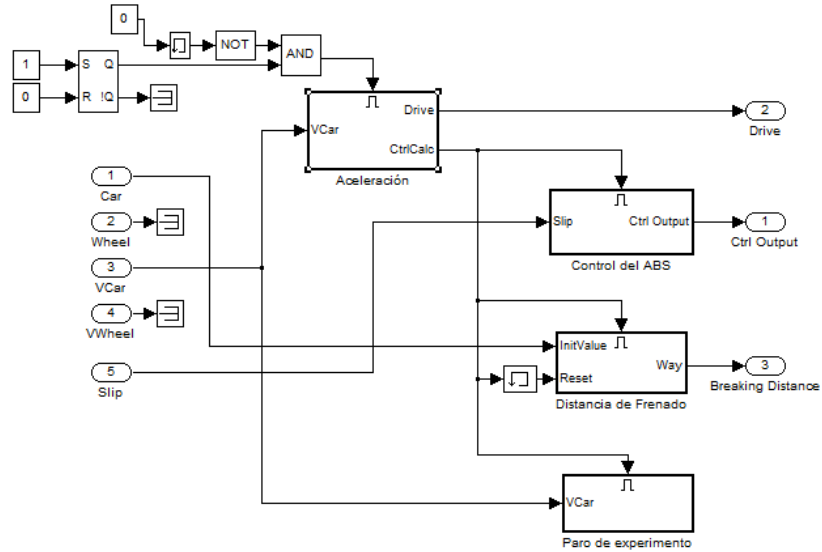 0
NOT
AND
1
S Q
0
R !Q
Drive
VCar
CtrlCalc
Aceleración
2
Drive
1
Car
2
Wheel
3
VCar
4
VWheel
5
Slip
Slip
Ctrl Output
Control del ABS
1
Ctrl Output
InitValue
Way
Reset
Distancia de Frenado
3
Breaking Distance
VCar
Paro de experimento